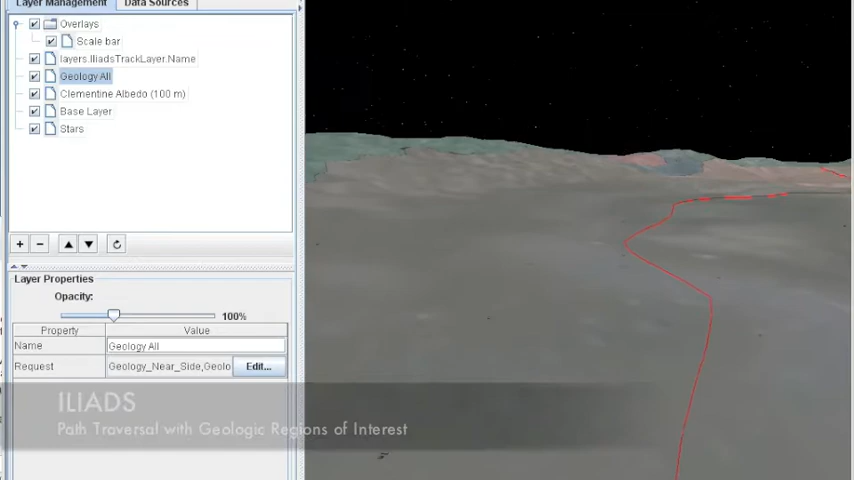 Layer Management
Data Sources
Overlays
Scale bar
layers.IliadsTrackLayer.Name
Geology All
Clementine Albedo (100 m)
Base Layer
Stars
Layer Properties
Opacity:
100%
Property Value
Name Geology All
Request Geology_Near_Side,Geolo Edit...
ILIADS
Path Traversal with Geologic Regions of Interest